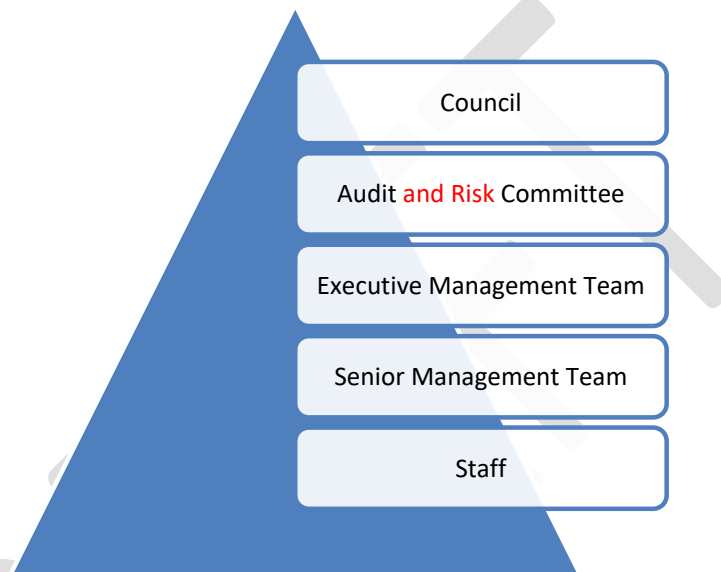 Council
Audit and Risk Committee
Executive Management Team
Senior Management Team
Staff